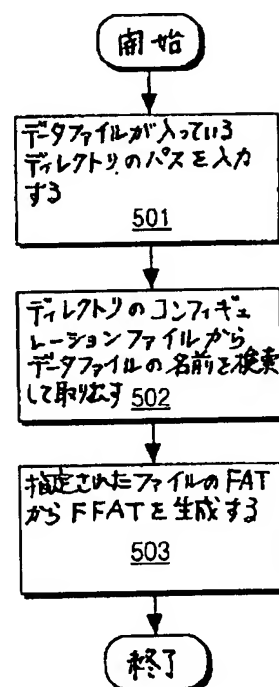 開始
データファイルが入っている
ディレクトリのパスを入力
する
501
ディレクトリのコンフィギュ
レーションファイルから
データファイルの名前を検索
して取り込む
502
指定されたファイルのFAT
からFFATを生成する
503
終了